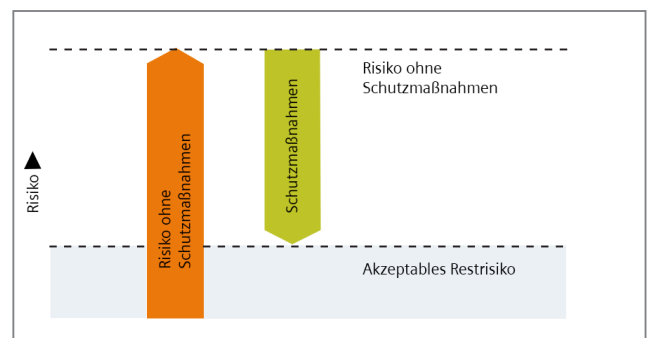 Risiko ohne
Schutzmaßnahmen
Risiko
Risiko ohne
Schutzmaßnahmen
Schutzmaßnahmen
Akzeptables Restrisiko